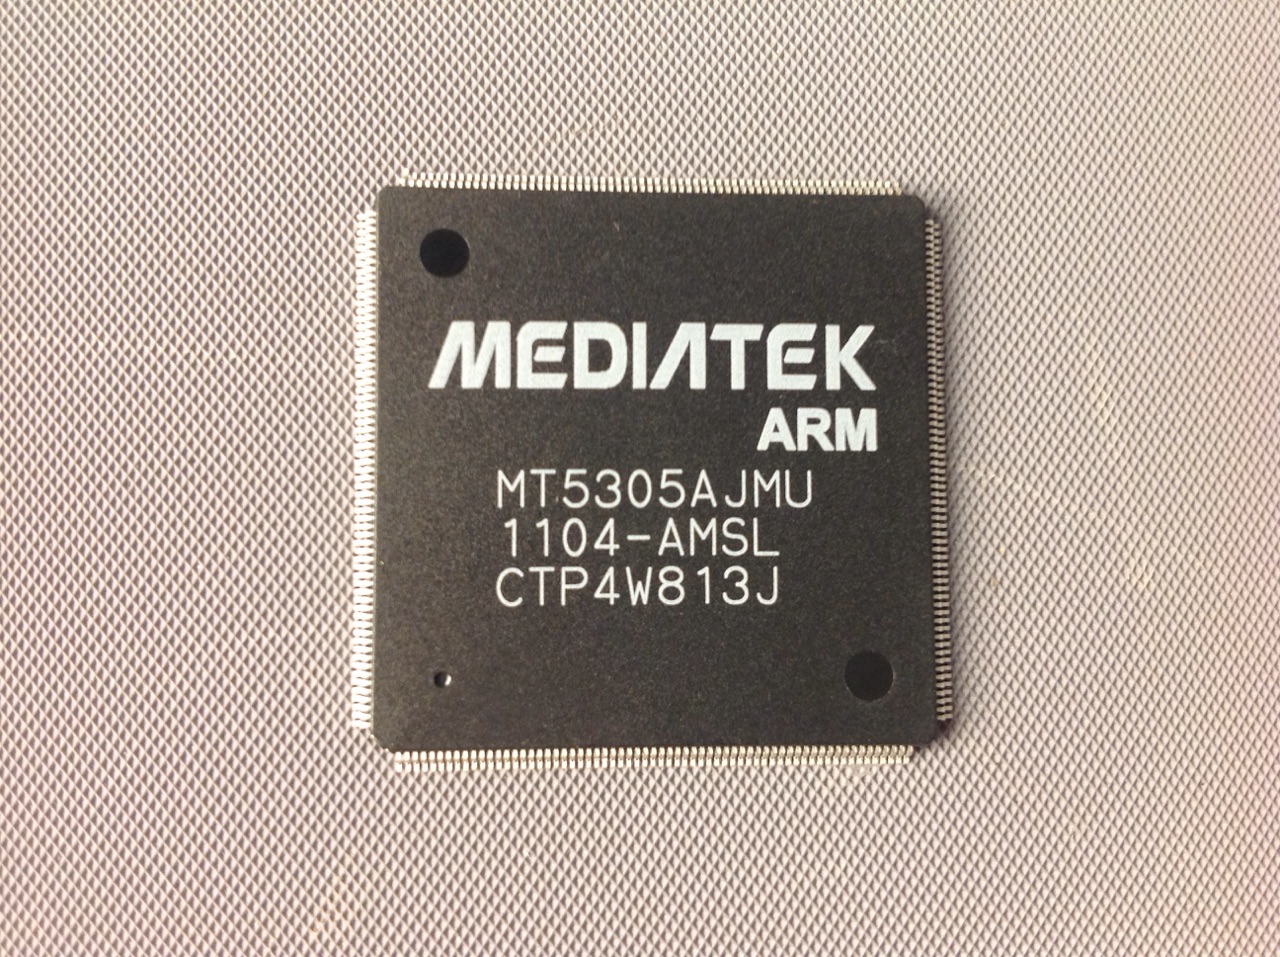 MEDIATEK
ARM
MT5305AJMU
1104-AMSL
CTP4W813J